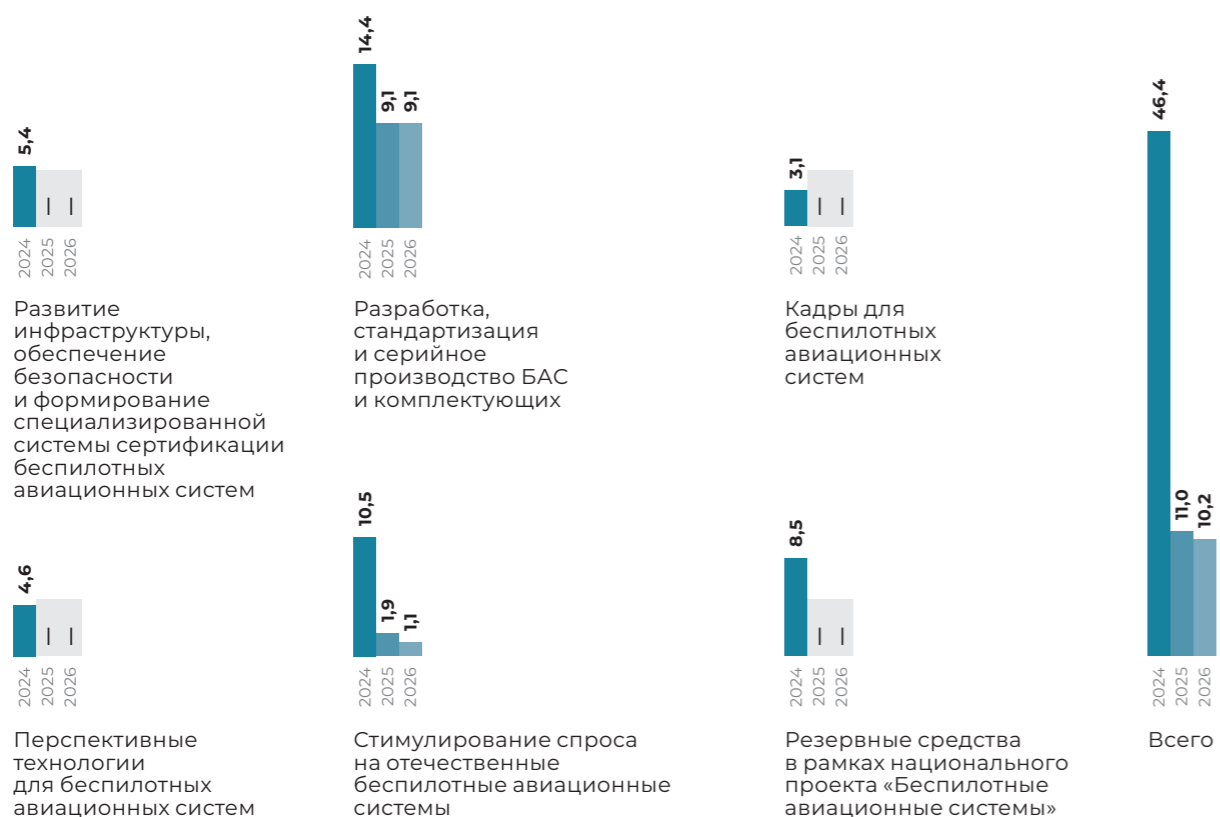 5,4
—
—
2024
2025
2026
Развитие
инфраструктуры,
обеспечение
безопасности
и формирование
специализированной
системы сертификации
беспилотных
авиационных систем
14,4
9,1
9,1
2024
2025
2026
Разработка,
стандартизация
и серийное
производство БАС
и комплектующих
3,1
—
—
2024
2025
2026
Кадры для
беспилотных
авиационных
систем
4,6
—
—
2024
2025
2026
Перспективные
технологии
для беспилотных
авиационных систем
10,5
1,9
1,1
2024
2025
2026
Стимулирование спроса
на отечественные
беспилотные авиационные
системы
8,5
—
—
2024
2025
2026
Резервные средства
в рамках национального
проекта «Беспилотные
авиационные системы»
46,4
11,0
10,2
2024
2025
2026
Всего